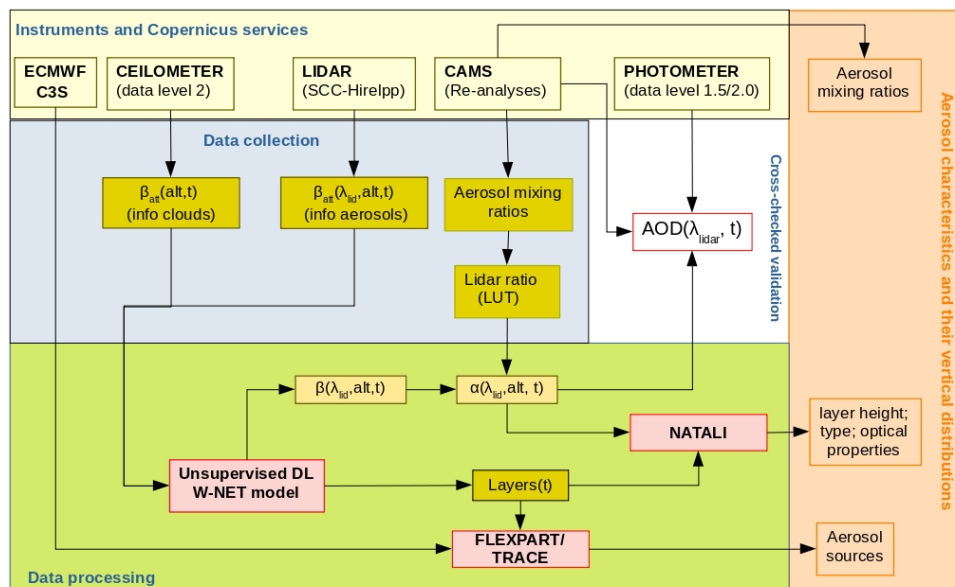 Instruments and Copernicus services
ECMWF
C3S
CEILOMETER
(data level 2)
LIDAR
(SCC-Hirelpp)
CAMS
(Re-analyses)
PHOTOMETER
(data level 1.5/2.0)
Aerosol
mixing ratios
Data collection
β_att(alt,t)
(info clouds)
β_att(λ_lid,alt,t)
(info aerosols)
Aerosol mixing
ratios
AOD(λ_lidar, t)
Lidar ratio
(LUT)
Cross-checked validation
Aerosol characteristics and their vertical distributions
β(λ_lid,alt,t)
α(λ_lid,alt, t)
NATALI
layer height;
type; optical
properties
Unsupervised DL
W-NET model
Layers(t)
FLEXPART/
TRACE
Aerosol
sources
Data processing